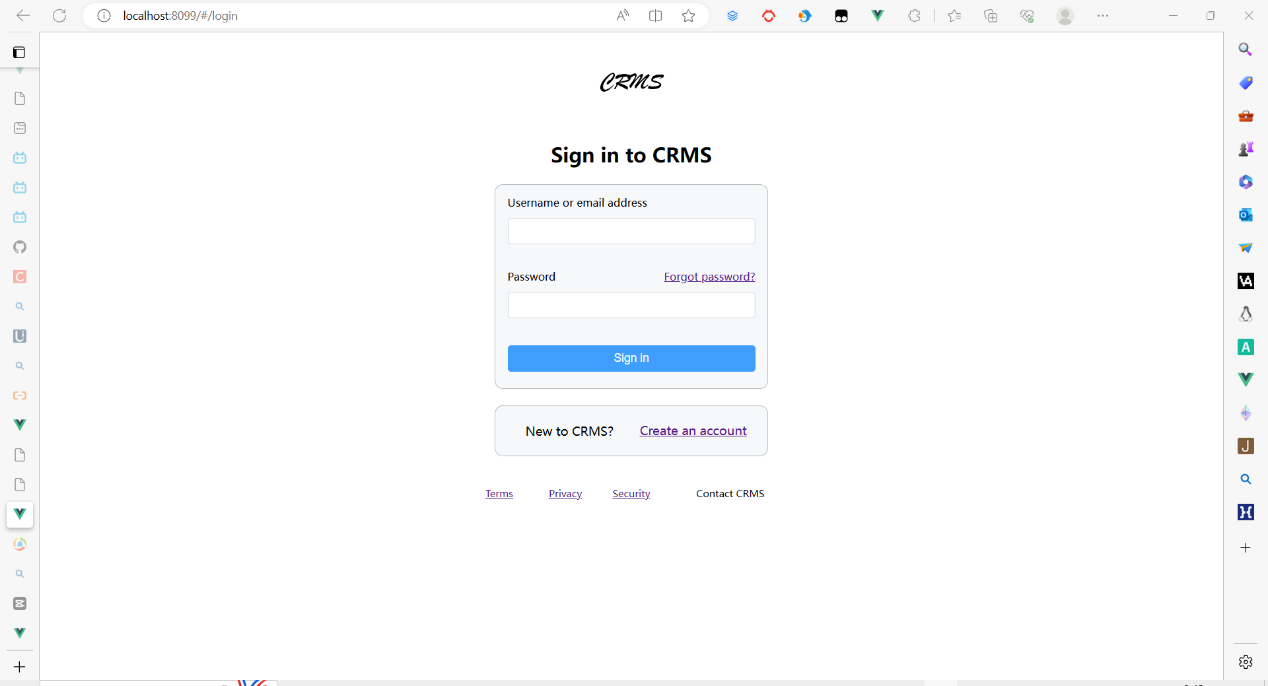 localhost:8099/#/login
CRMS
Sign in to CRMS
Username or email address
Password Forgot password?
Sign in
New to CRMS? Create an account
Terms Privacy Security Contact CRMS